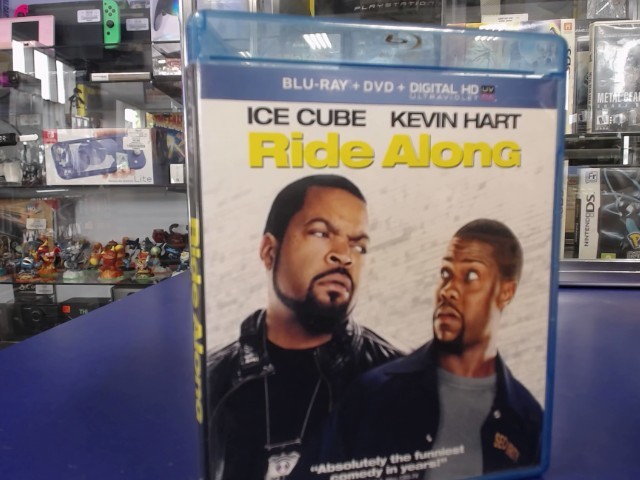 BLU-RAY + DVD + DIGITAL HD
ULTRAVIOLET
ICE CUBE KEVIN HART
Ride Along
Ride Along
"Absolutely the funniest
comedy in years!"
PLAYSTATION
METAL GEAR
NINTENDO DS
Lite